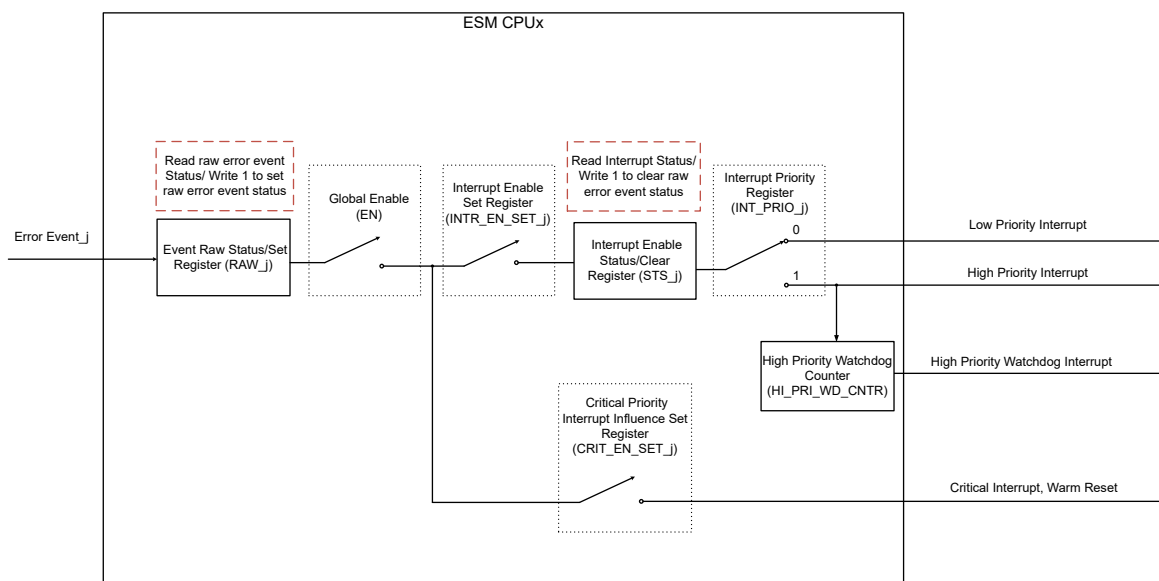 ESM CPUx
Read raw error event
Status/ Write 1 to set
raw error event status
Global Enable
(EN)
Interrupt Enable
Set Register
(INTR_EN_SET_j)
Read Interrupt Status/
Write 1 to clear raw
error event status
Interrupt Priority
Register
(INT_PRIO_j)
Error Event_j
Event Raw Status/Set
Register (RAW_j)
Interrupt Enable
Status/Clear
Register (STS_j)
0
1
Low Priority Interrupt
High Priority Interrupt
High Priority Watchdog
Counter
(HI_PRI_WD_CNTR)
High Priority Watchdog Interrupt
Critical Priority
Interrupt Influence Set
Register
(CRIT_EN_SET_j)
Critical Interrupt, Warm Reset